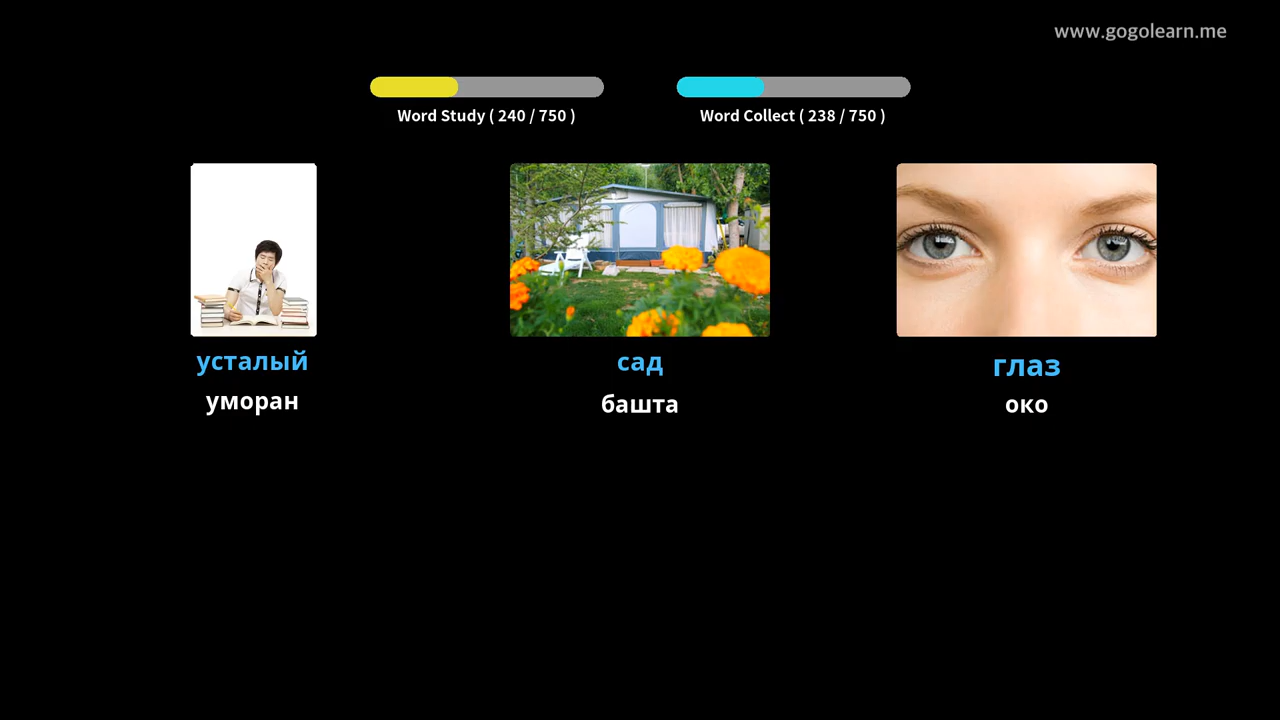 www.gogolearn.me
Word Study ( 240 / 750 )
Word Collect ( 238 / 750 )
усталый
сад
глаз
уморан
башта
око